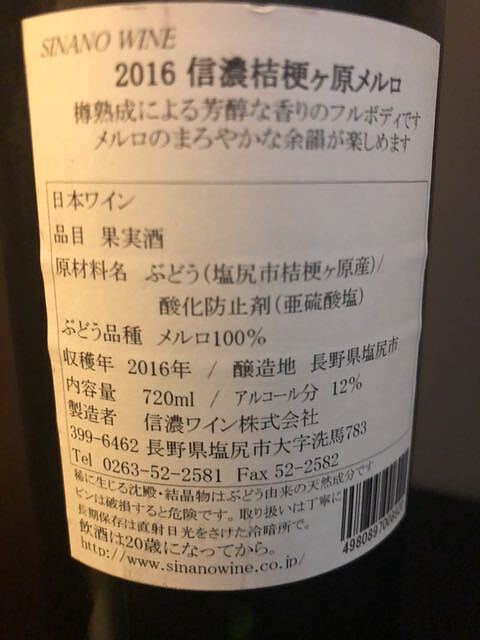 SINANO WINE
2016 信濃桔梗ヶ原メルロ
樽熟成による芳醇な香りのフルボディです
メルロのまろやかな余韻が楽しめます
日本ワイン
品目 果実酒
原材料名 ぶどう(塩尻市桔梗ヶ原産)/
酸化防止剤(亜硫酸塩)
ぶどう品種 メルロ100%
収穫年 2016年 / 醸造地 長野県塩尻市
内容量 720ml / アルコール分 12%
製造者 信濃ワイン株式会社
399-6462 長野県塩尻市大字洗馬783
Tel 0263-52-2581 Fax 52-2582
稀に生じる沈殿・結晶物はぶどう由来の天然成分です
ビンは破損すると危険です。取り扱いは丁寧に
長期保存は直射日光をさけた冷暗所で。
飲酒は20歳になってから。
http://www.sinanowine.co.jp/